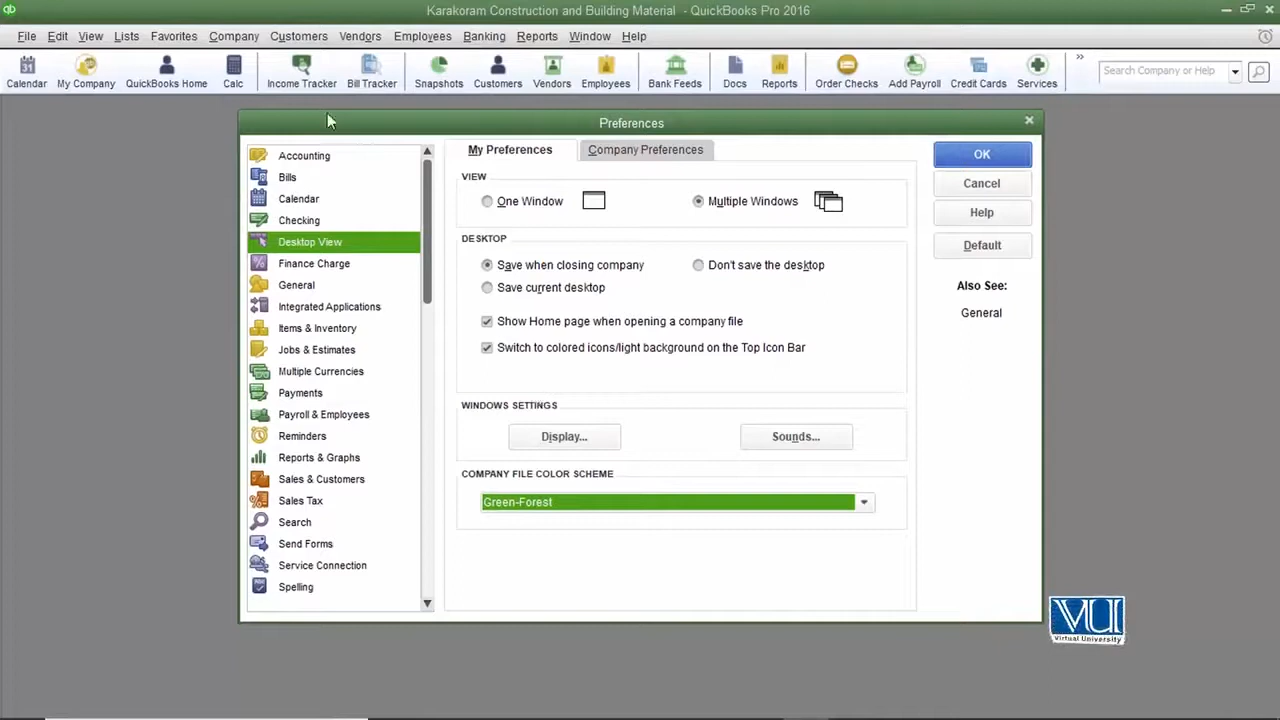 Karakoram Construction and Building Material - QuickBooks Pro 2016
File Edit View Lists Favorites Company Customers Vendors Employees Banking Reports Window Help
Calendar My Company QuickBooks Home Calc Income Tracker Bill Tracker Snapshots Customers Vendors Employees Bank Feeds Docs Reports Order Checks Add Payroll Credit Cards Services Search Company or Help
Preferences
Accounting
Bills
Calendar
Checking
Desktop View
Finance Charge
General
Integrated Applications
Items & Inventory
Jobs & Estimates
Multiple Currencies
Payments
Payroll & Employees
Reminders
Reports & Graphs
Sales & Customers
Sales Tax
Search
Send Forms
Service Connection
Spelling
My Preferences Company Preferences
VIEW
One Window Multiple Windows
DESKTOP
Save when closing company Don't save the desktop
Save current desktop
Show Home page when opening a company file
Switch to colored icons/light background on the Top Icon Bar
WINDOWS SETTINGS
Display... Sounds...
COMPANY FILE COLOR SCHEME
Green-Forest
OK
Cancel
Help
Default
Also See:
General
VU
Virtual University